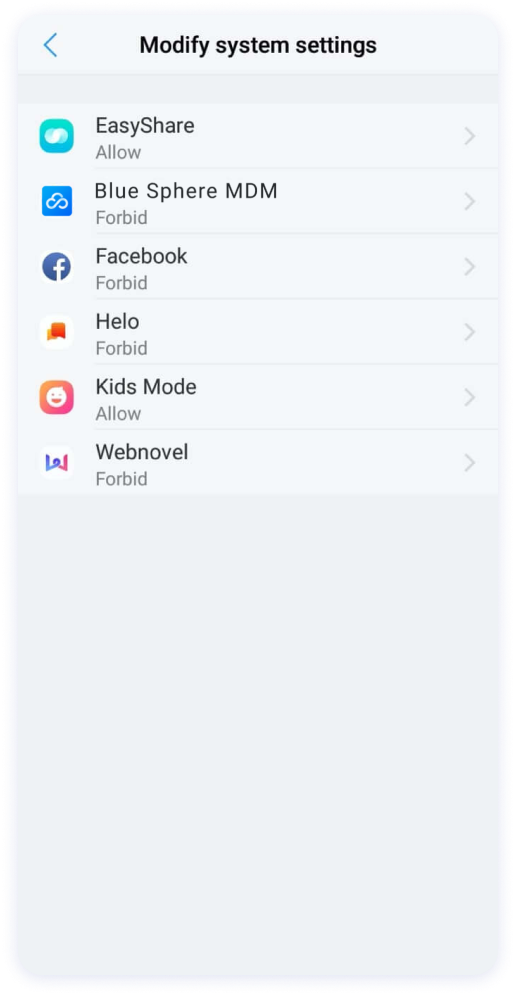 Modify system settings
EasyShare
Allow
Blue Sphere MDM
Forbid
Facebook
Forbid
Helo
Forbid
Kids Mode
Allow
Webnovel
Forbid